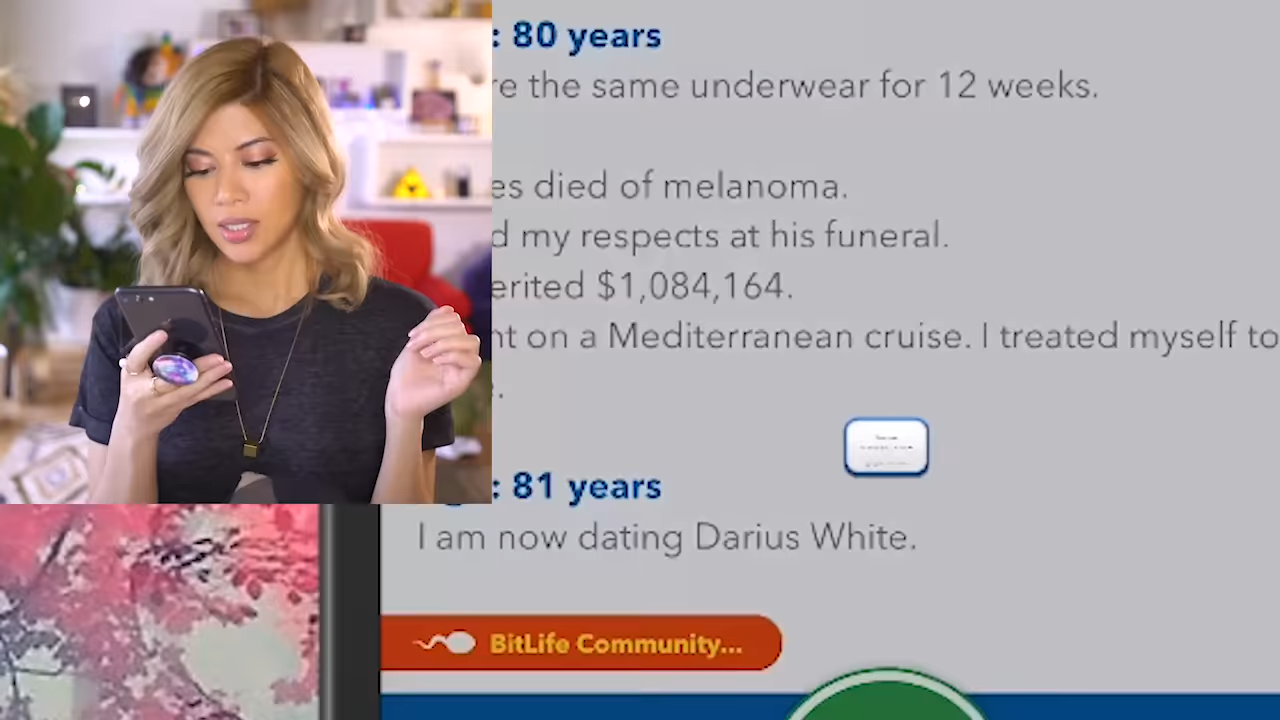 : 80 years
re the same underwear for 12 weeks.
es died of melanoma.
d my respects at his funeral.
erited $1,084,164.
nt on a Mediterranean cruise. I treated myself to
.
: 81 years
I am now dating Darius White.
BitLife Community...